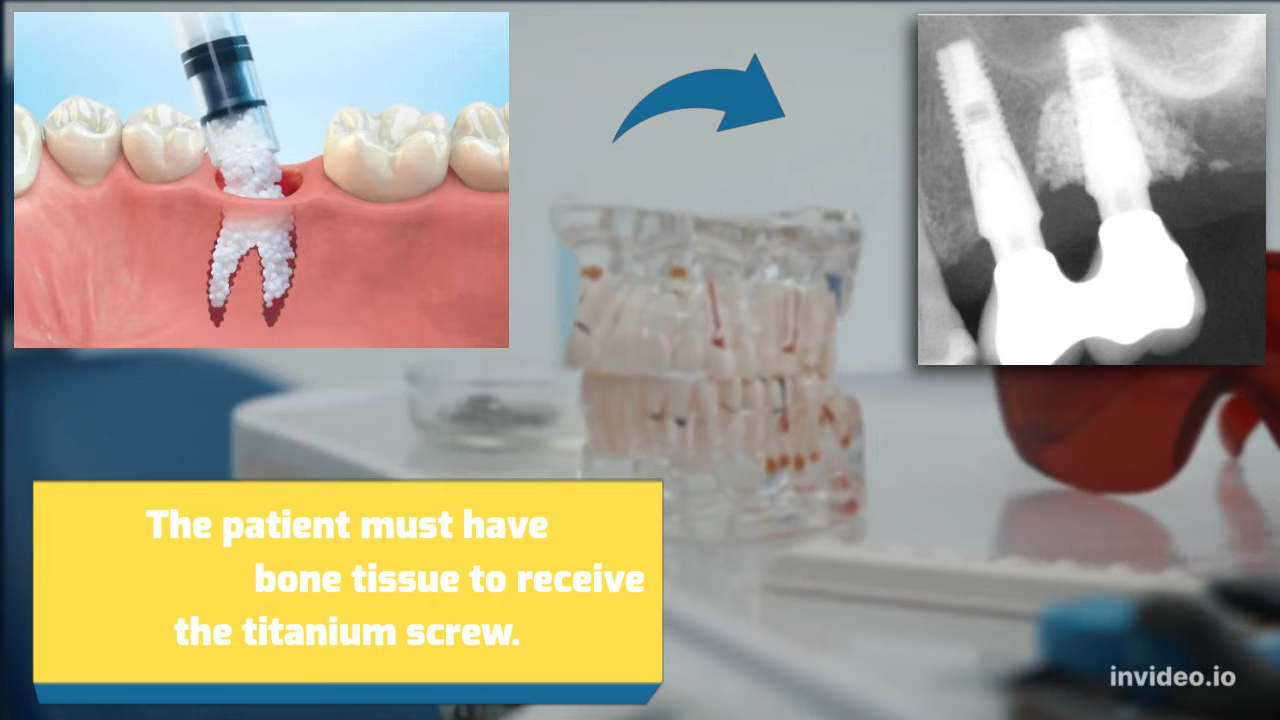 The patient must have
bone tissue to receive
the titanium screw.
invideo.io